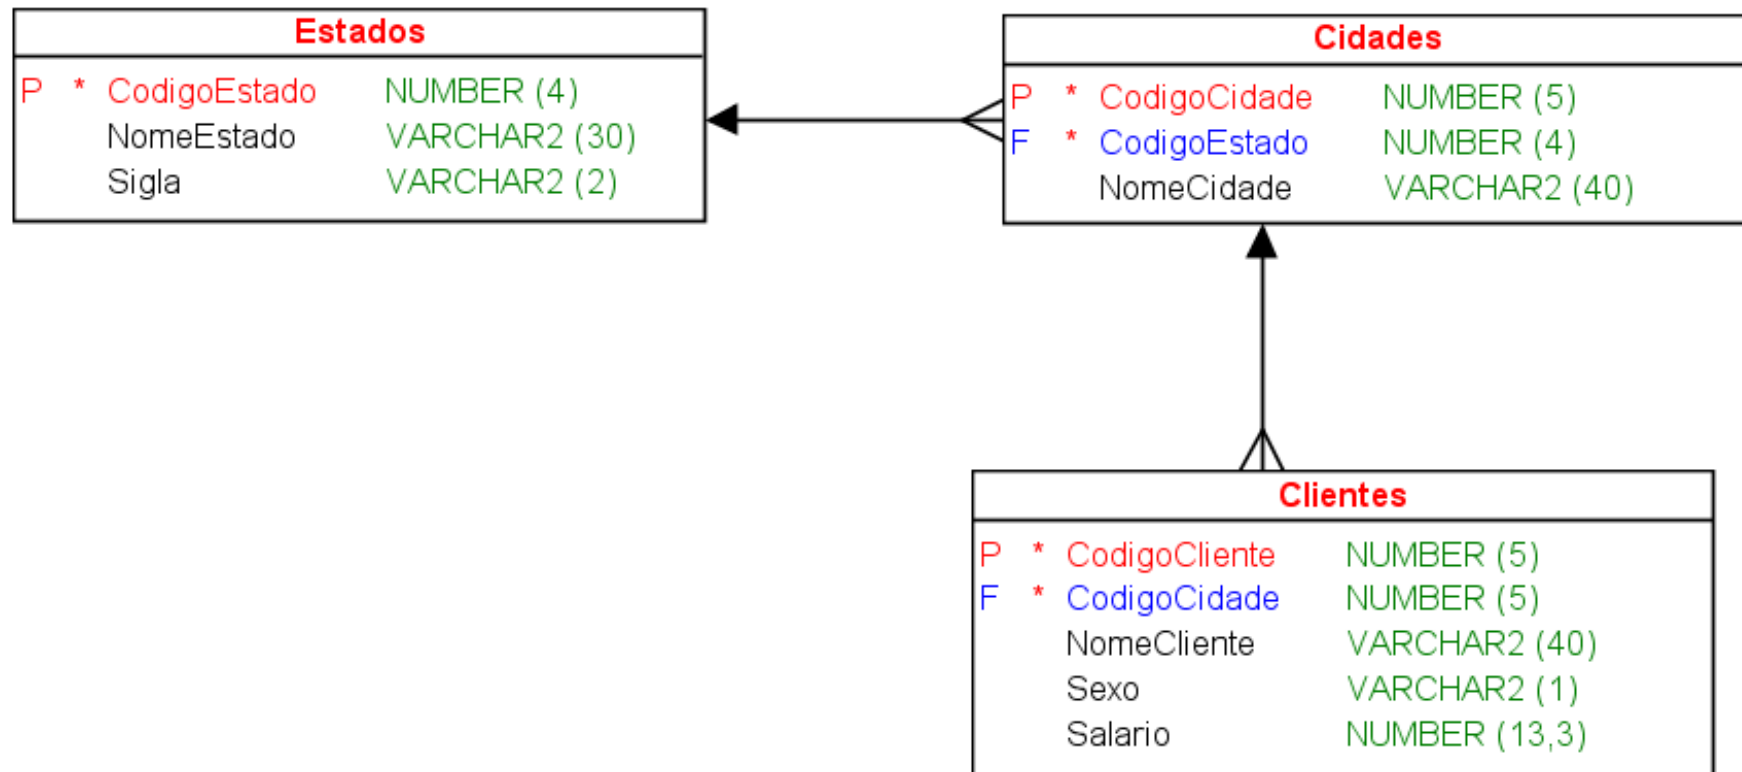 Estados
P * CodigoEstado NUMBER (4)
NomeEstado VARCHAR2 (30)
Sigla VARCHAR2 (2)
Cidades
P * CodigoCidade NUMBER (5)
F * CodigoEstado NUMBER (4)
NomeCidade VARCHAR2 (40)
Clientes
P * CodigoCliente NUMBER (5)
F * CodigoCidade NUMBER (5)
NomeCliente VARCHAR2 (40)
Sexo VARCHAR2 (1)
Salario NUMBER (13,3)